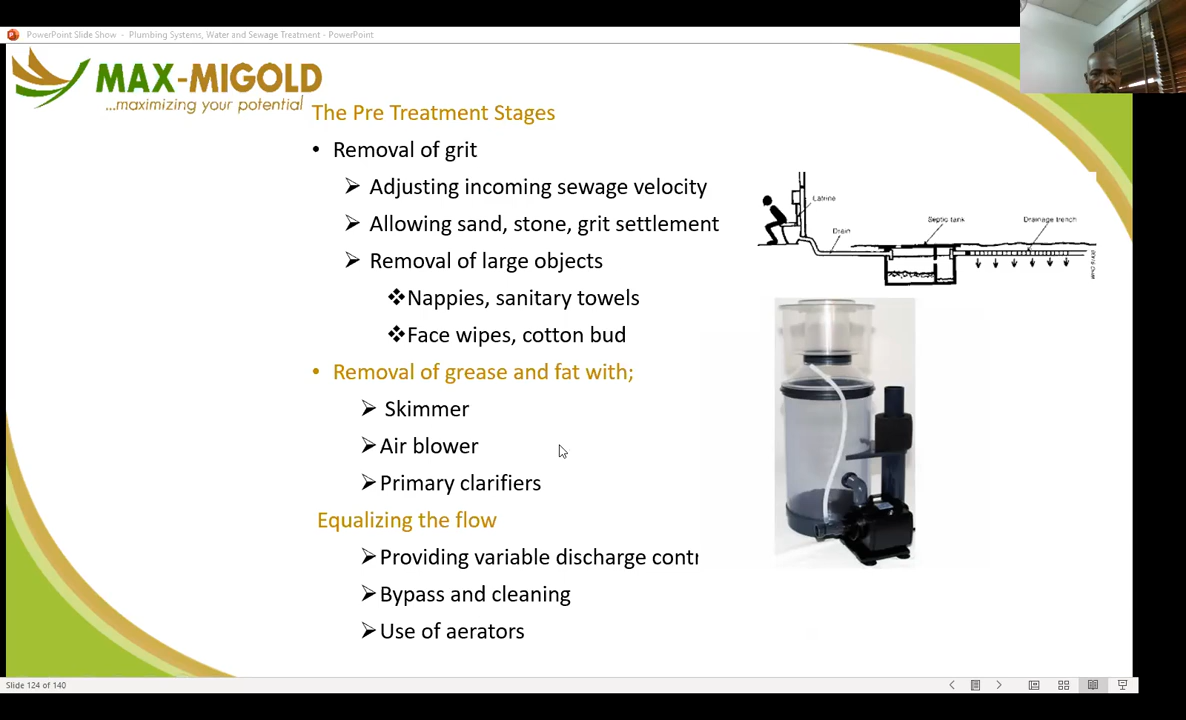 PowerPoint Slide Show - Plumbing Systems, Water and Sewage Treatment - PowerPoint
MAX-MIGOLD
...maximizing your potential
The Pre Treatment Stages
• Removal of grit
➢ Adjusting incoming sewage velocity
➢ Allowing sand, stone, grit settlement
➢ Removal of large objects
❖Nappies, sanitary towels
❖Face wipes, cotton bud
• Removal of grease and fat with;
➢ Skimmer
➢Air blower
➢Primary clarifiers
Equalizing the flow
➢Providing variable discharge contr
➢Bypass and cleaning
➢Use of aerators
Latrine
Drain
Septic tank
Drainage trench
Slide 124 of 140